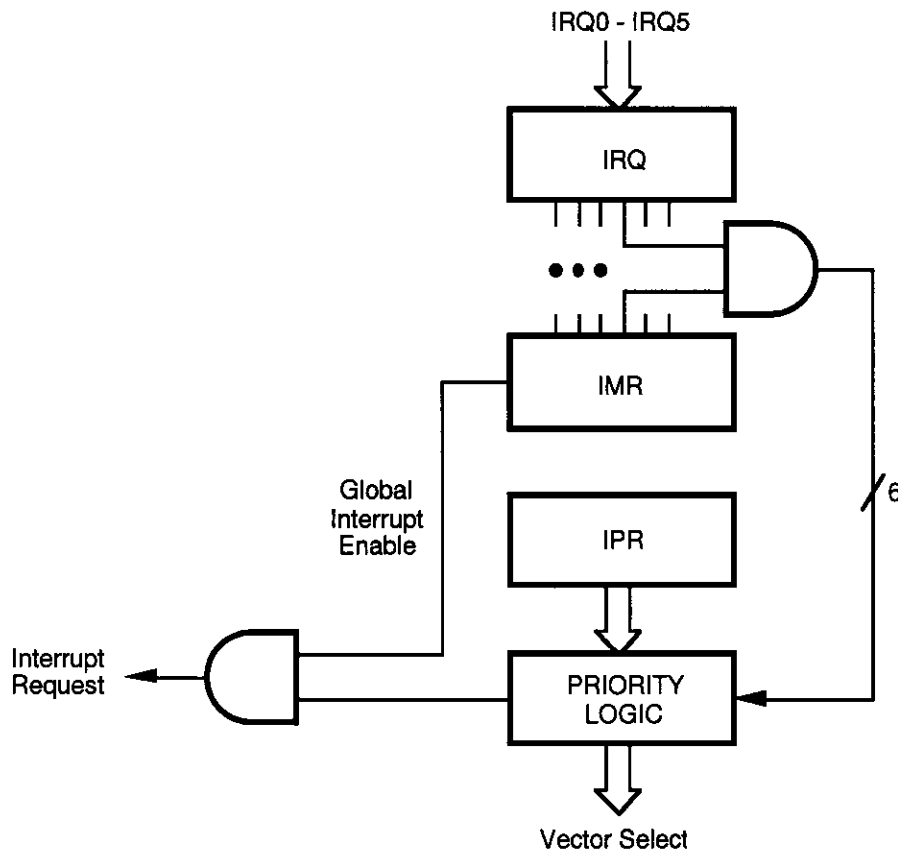 IRQ0 - IRQ5
IRQ
IMR
Global
Interrupt
Enable
6
IPR
Interrupt
Request
PRIORITY
LOGIC
Vector Select